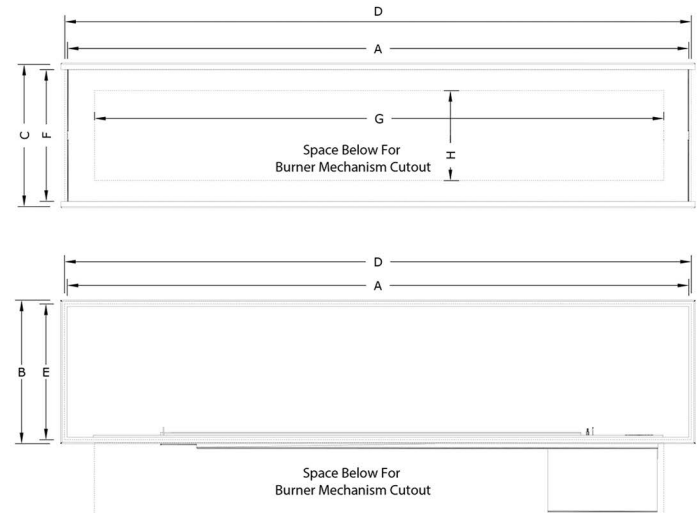 D
A
C
F
G
H
Space Below For
Burner Mechanism Cutout
D
A
B
E
Space Below For
Burner Mechanism Cutout